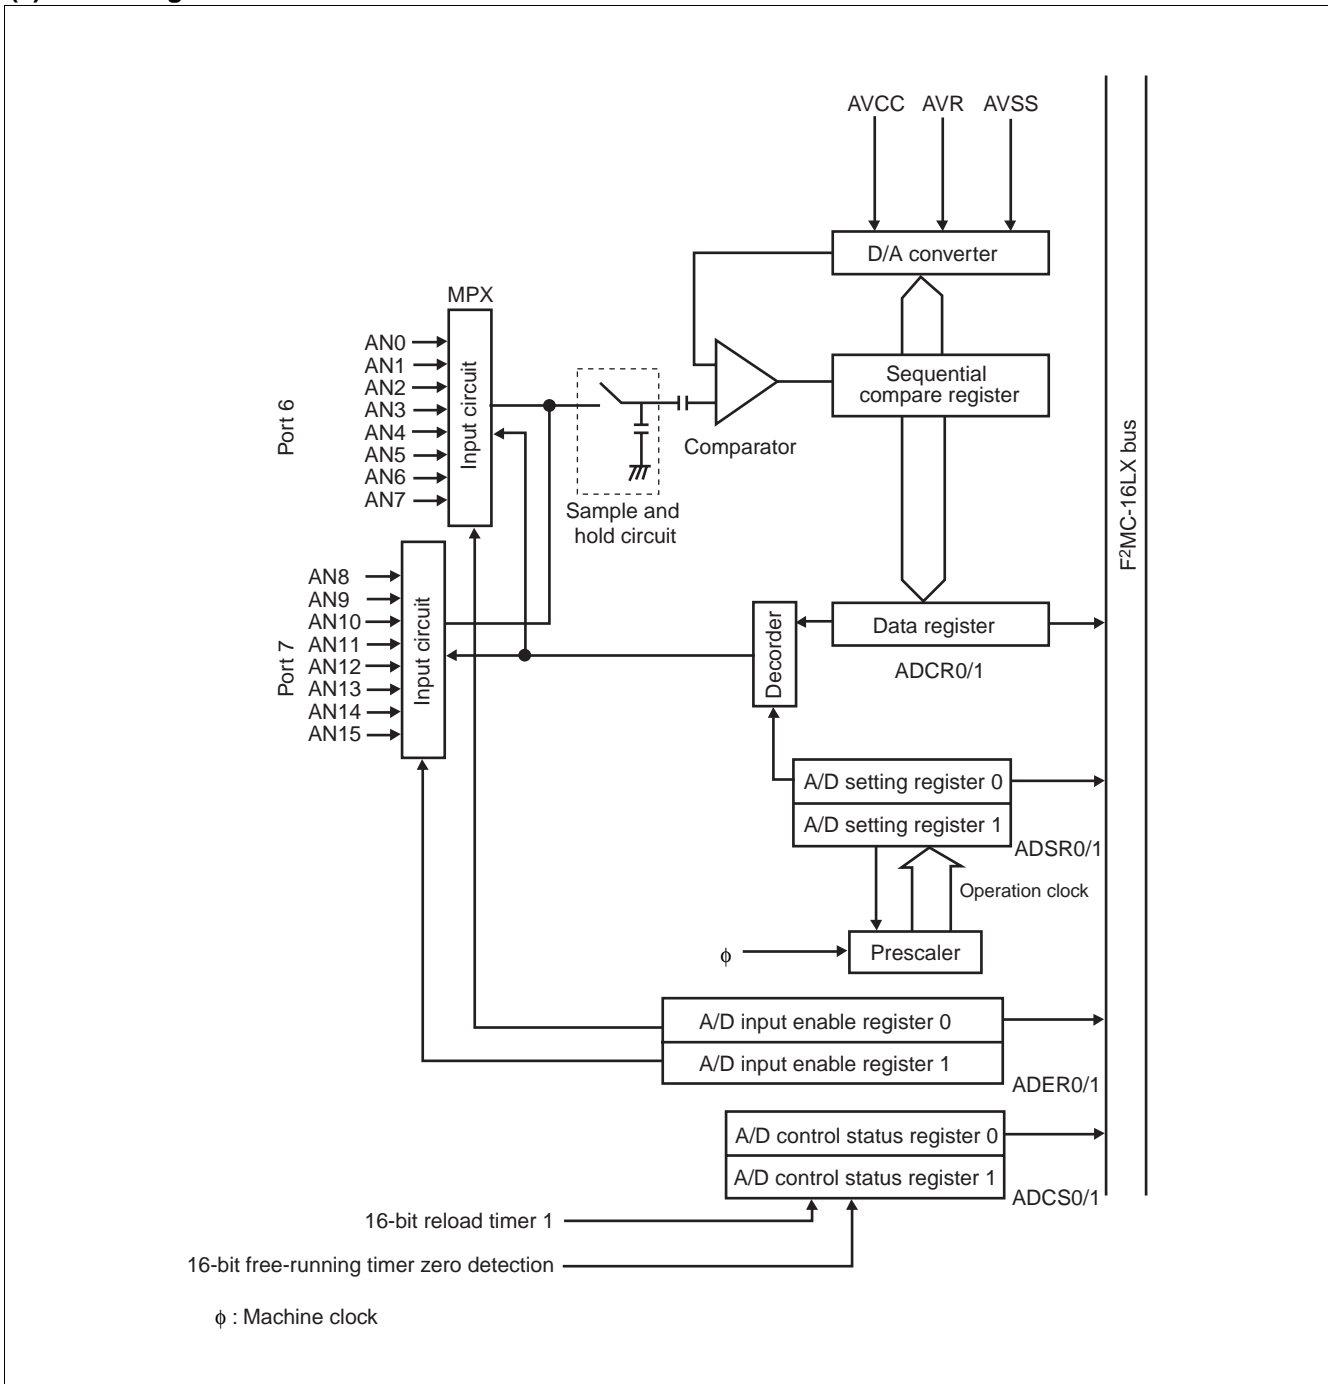 AVCC AVR AVSS
D/A converter
MPX
AN0
AN1
AN2
AN3
AN4
AN5
AN6
AN7
Port 6
Input circuit
Sequential
compare register
Comparator
Sample and
hold circuit
F²MC-16LX bus
AN8
AN9
AN10
AN11
AN12
AN13
AN14
AN15
Port 7
Input circuit
Decorder
Data register
ADCR0/1
A/D setting register 0
A/D setting register 1
ADSR0/1
Operation clock
ϕ
Prescaler
A/D input enable register 0
A/D input enable register 1
ADER0/1
A/D control status register 0
A/D control status register 1
ADCS0/1
16-bit reload timer 1
16-bit free-running timer zero detection
ϕ : Machine clock